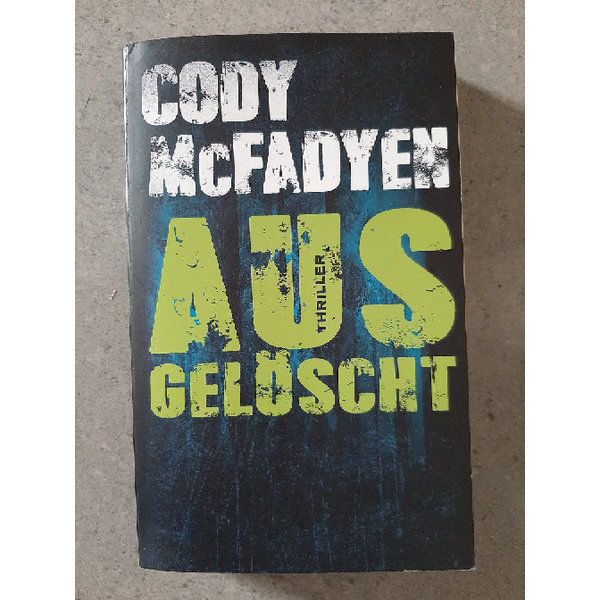 CODY
McFADYEN
AUS
THRILLER
GELÖSCHT